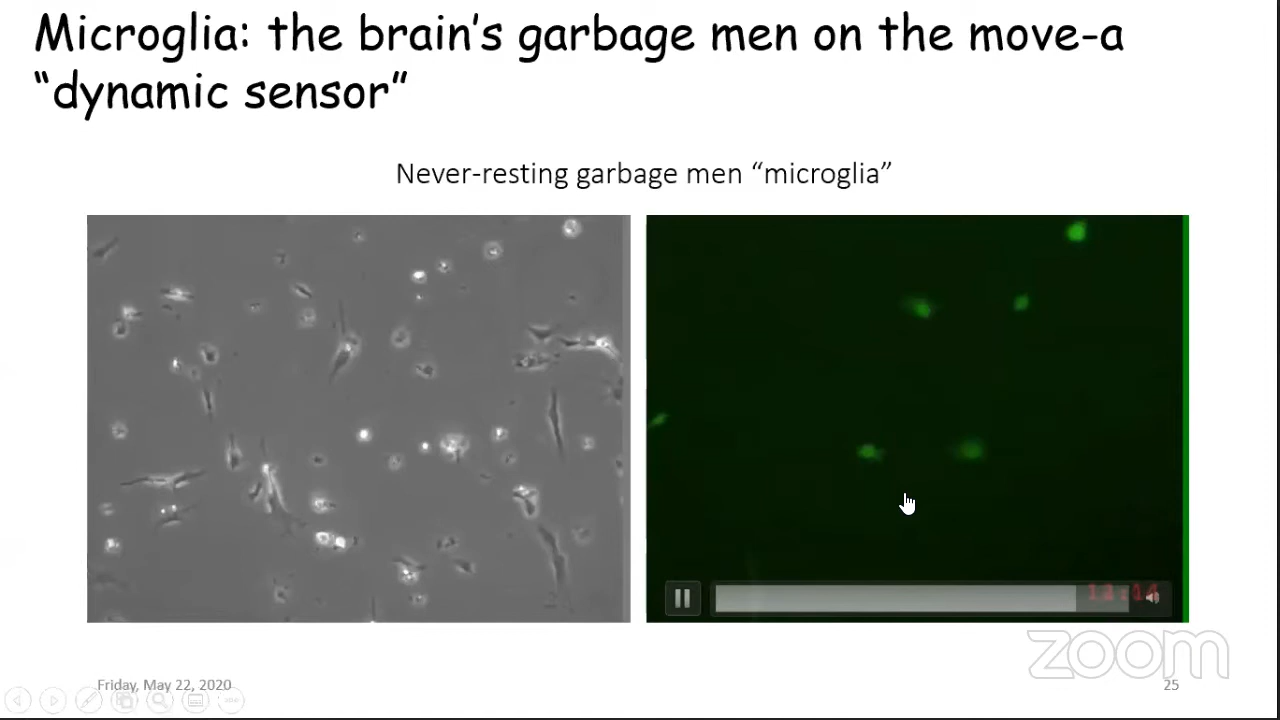 Microglia: the brain’s garbage men on the move-a
“dynamic sensor”
Never-resting garbage men “microglia”
zoom
Friday, May 22, 2020
25